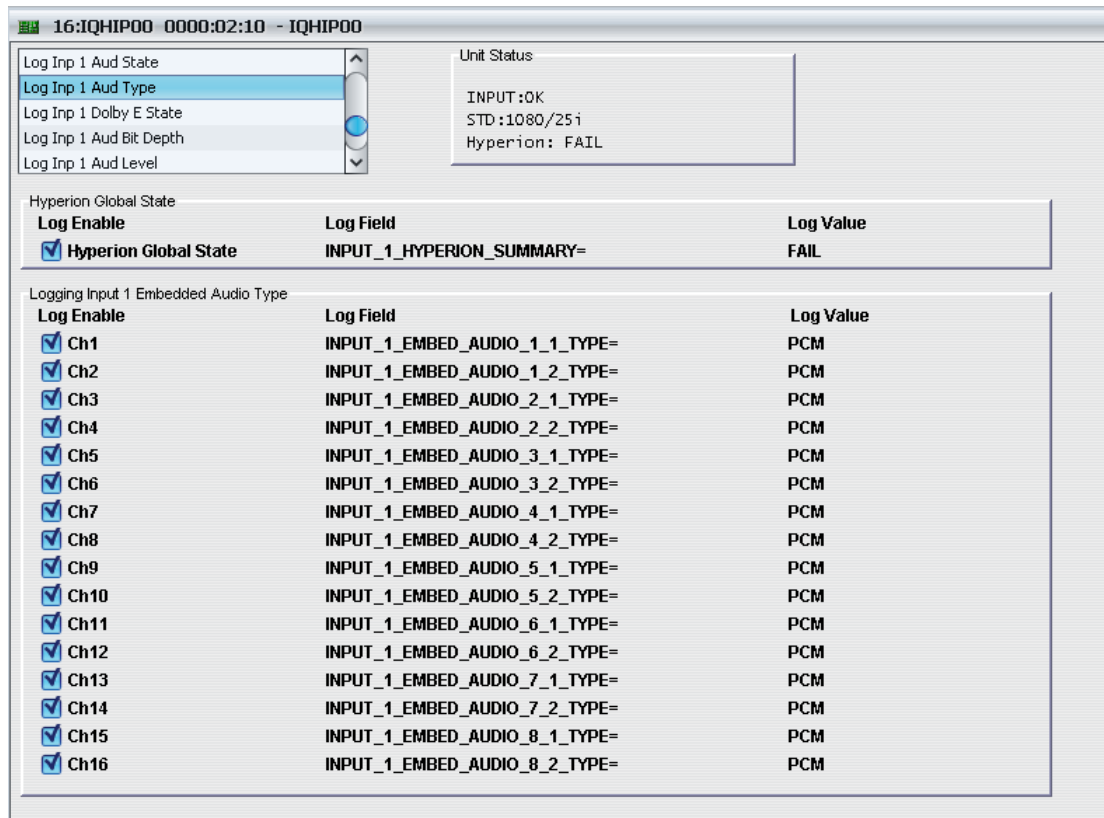 16:IQHIP00 0000:02:10 - IQHIP00
Log Inp 1 Aud State
Log Inp 1 Aud Type
Log Inp 1 Dolby E State
Log Inp 1 Aud Bit Depth
Log Inp 1 Aud Level
Unit Status
INPUT:OK
STD:1080/25i
Hyperion: FAIL
Hyperion Global State
Log Enable Log Field Log Value
Hyperion Global State INPUT_1_HYPERION_SUMMARY= FAIL
Logging Input 1 Embedded Audio Type
Log Enable Log Field Log Value
Ch1 INPUT_1_EMBED_AUDIO_1_1_TYPE= PCM
Ch2 INPUT_1_EMBED_AUDIO_1_2_TYPE= PCM
Ch3 INPUT_1_EMBED_AUDIO_2_1_TYPE= PCM
Ch4 INPUT_1_EMBED_AUDIO_2_2_TYPE= PCM
Ch5 INPUT_1_EMBED_AUDIO_3_1_TYPE= PCM
Ch6 INPUT_1_EMBED_AUDIO_3_2_TYPE= PCM
Ch7 INPUT_1_EMBED_AUDIO_4_1_TYPE= PCM
Ch8 INPUT_1_EMBED_AUDIO_4_2_TYPE= PCM
Ch9 INPUT_1_EMBED_AUDIO_5_1_TYPE= PCM
Ch10 INPUT_1_EMBED_AUDIO_5_2_TYPE= PCM
Ch11 INPUT_1_EMBED_AUDIO_6_1_TYPE= PCM
Ch12 INPUT_1_EMBED_AUDIO_6_2_TYPE= PCM
Ch13 INPUT_1_EMBED_AUDIO_7_1_TYPE= PCM
Ch14 INPUT_1_EMBED_AUDIO_7_2_TYPE= PCM
Ch15 INPUT_1_EMBED_AUDIO_8_1_TYPE= PCM
Ch16 INPUT_1_EMBED_AUDIO_8_2_TYPE= PCM